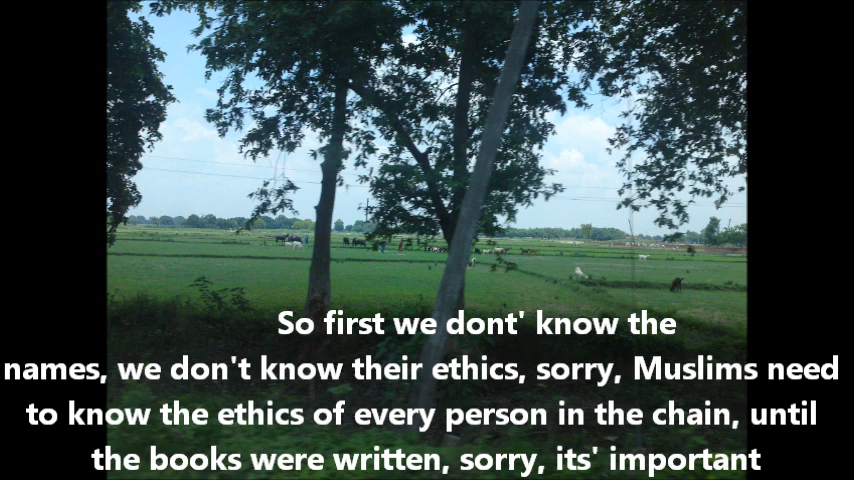 So first we dont' know the
names, we don't know their ethics, sorry, Muslims need
to know the ethics of every person in the chain, until
the books were written, sorry, its' important